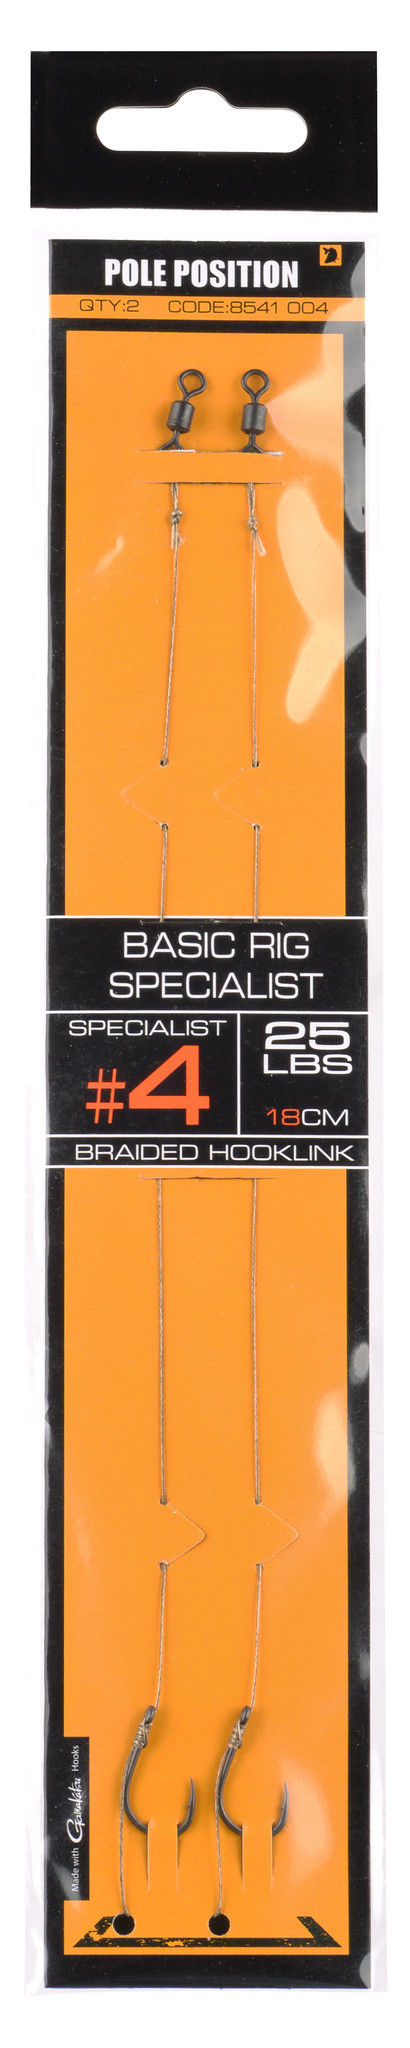 POLE POSITION
QTY:2 CODE:8541 004
BASIC RIG
SPECIALIST
SPECIALIST
#4
25
LBS
18CM
BRAIDED HOOKLINK
Made with Gamakatsu Hooks